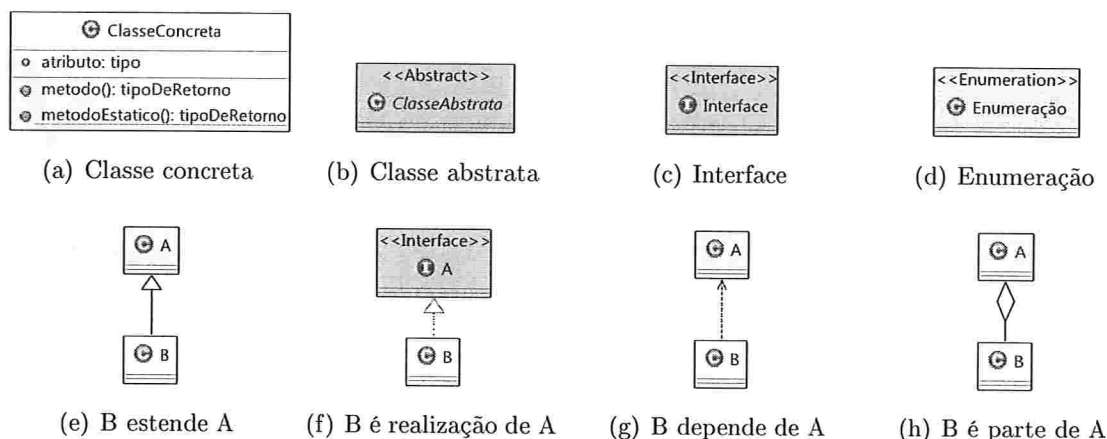 ClasseConcreta
atributo: tipo
metodo(): tipoDeRetorno
metodoEstatico(): tipoDeRetorno
(a) Classe concreta
<<Abstract>>
ClasseAbstrata
(b) Classe abstrata
<<Interface>>
Interface
(c) Interface
<<Enumeration>>
Enumeração
(d) Enumeração
A
B
(e) B estende A
<<Interface>>
A
B
(f) B é realização de A
A
B
(g) B depende de A
A
B
(h) B é parte de A